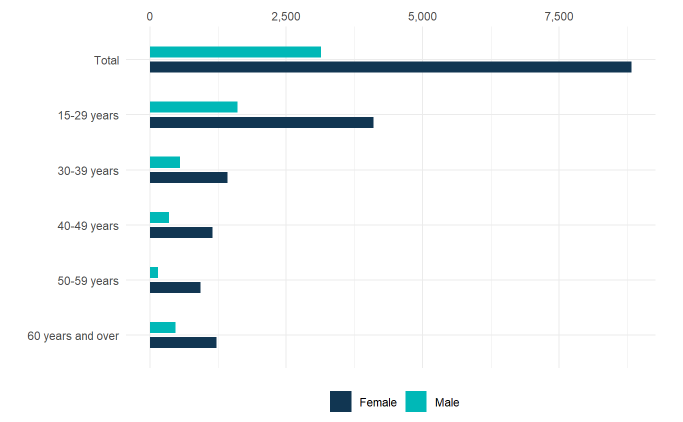 0 2,500 5,000 7,500
Total
15-29 years
30-39 years
40-49 years
50-59 years
60 years and over
Female Male